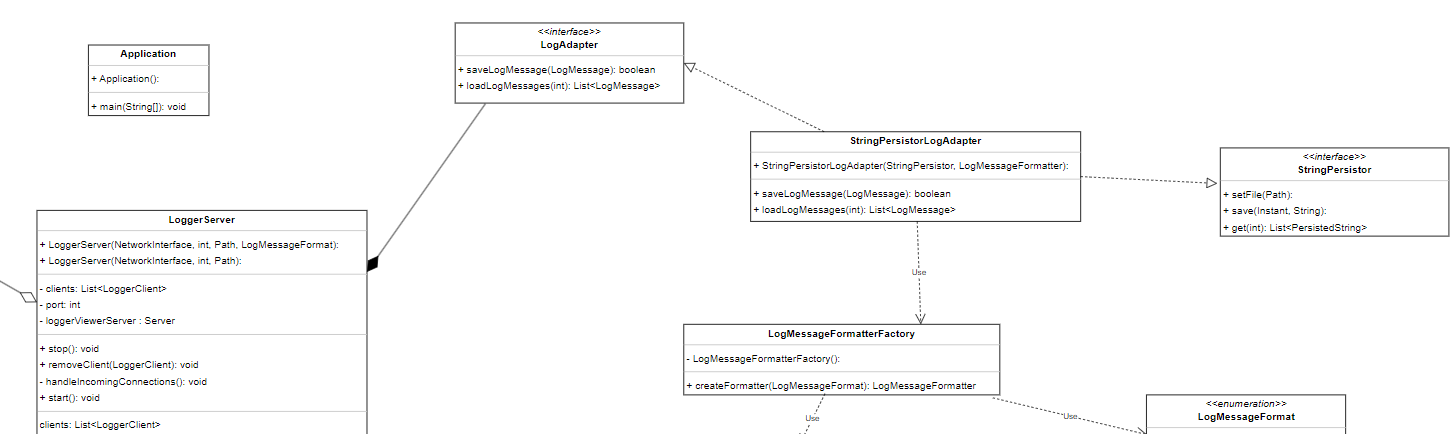 Application
+ Application():
+ main(String[]): void
<<interface>>
LogAdapter
+ saveLogMessage(LogMessage): boolean
+ loadLogMessages(int): List<LogMessage>
StringPersistorLogAdapter
+ StringPersistorLogAdapter(StringPersistor, LogMessageFormatter):
+ saveLogMessage(LogMessage): boolean
+ loadLogMessages(int): List<LogMessage>
<<interface>>
StringPersistor
+ setFile(Path):
+ save(Instant, String):
+ get(int): List<PersistedString>
LoggerServer
+ LoggerServer(NetworkInterface, int, Path, LogMessageFormat):
+ LoggerServer(NetworkInterface, int, Path):
- clients: List<LoggerClient>
- port: int
- loggerViewerServer : Server
+ stop(): void
+ removeClient(LoggerClient): void
- handleIncomingConnections(): void
+ start(): void
clients: List<LoggerClient>
Use
LogMessageFormatterFactory
- LogMessageFormatterFactory():
+ createFormatter(LogMessageFormat): LogMessageFormatter
Use
Use
<<enumeration>>
LogMessageFormat